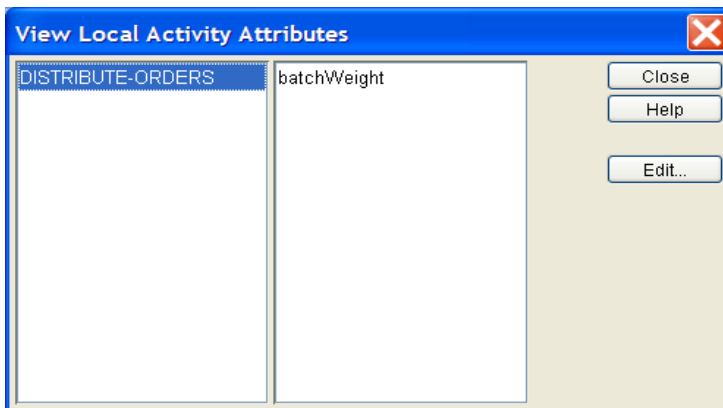 View Local Activity Attributes
DISTRIBUTE-ORDERS
batchWeight
Close
Help
Edit...